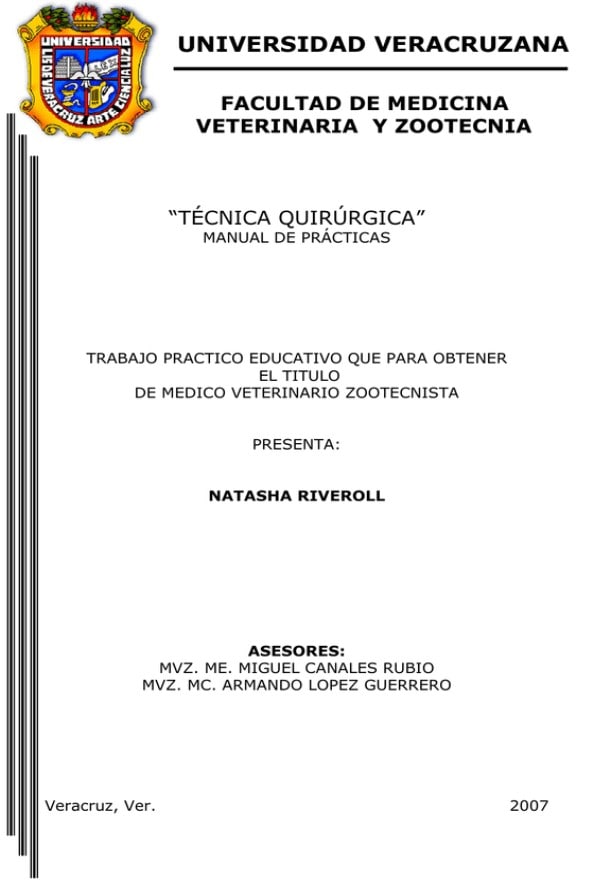 UNIVERSIDAD
LIS DE VERACRUZ ARTE CIENCIA LUZ
UNIVERSIDAD VERACRUZANA
FACULTAD DE MEDICINA
VETERINARIA Y ZOOTECNIA
“TÉCNICA QUIRÚRGICA”
MANUAL DE PRÁCTICAS
TRABAJO PRACTICO EDUCATIVO QUE PARA OBTENER
EL TITULO
DE MEDICO VETERINARIO ZOOTECNISTA
PRESENTA:
NATASHA RIVEROLL
ASESORES:
MVZ. ME. MIGUEL CANALES RUBIO
MVZ. MC. ARMANDO LOPEZ GUERRERO
Veracruz, Ver. 2007